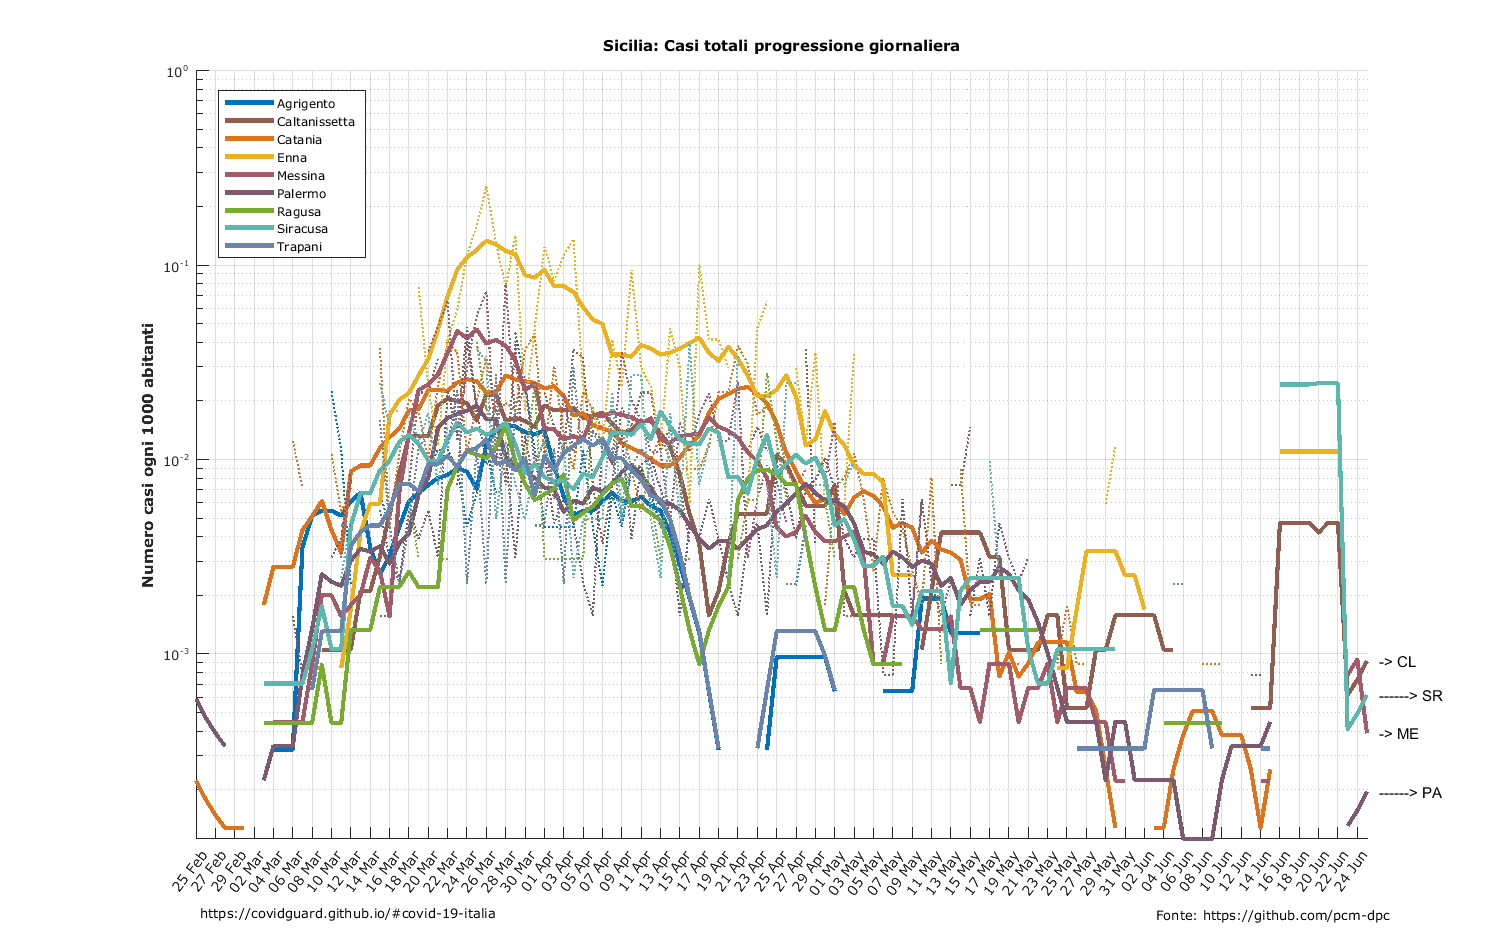 Sicilia: Casi totali progressione giornaliera
Numero casi ogni 1000 abitanti
10^0
10^-1
10^-2
10^-3
Agrigento
Caltanissetta
Catania
Enna
Messina
Palermo
Ragusa
Siracusa
Trapani
-> CL
------> SR
-> ME
------> PA
25 Feb
27 Feb
29 Feb
02 Mar
04 Mar
06 Mar
08 Mar
10 Mar
12 Mar
14 Mar
16 Mar
18 Mar
20 Mar
22 Mar
24 Mar
26 Mar
28 Mar
30 Mar
01 Apr
03 Apr
05 Apr
07 Apr
09 Apr
11 Apr
13 Apr
15 Apr
17 Apr
19 Apr
21 Apr
23 Apr
25 Apr
27 Apr
29 Apr
01 May
03 May
05 May
07 May
09 May
11 May
13 May
15 May
17 May
19 May
21 May
23 May
25 May
27 May
29 May
31 May
02 Jun
04 Jun
06 Jun
08 Jun
10 Jun
12 Jun
14 Jun
16 Jun
18 Jun
20 Jun
22 Jun
24 Jun
https://covidguard.github.io/#covid-19-italia
Fonte: https://github.com/pcm-dpc